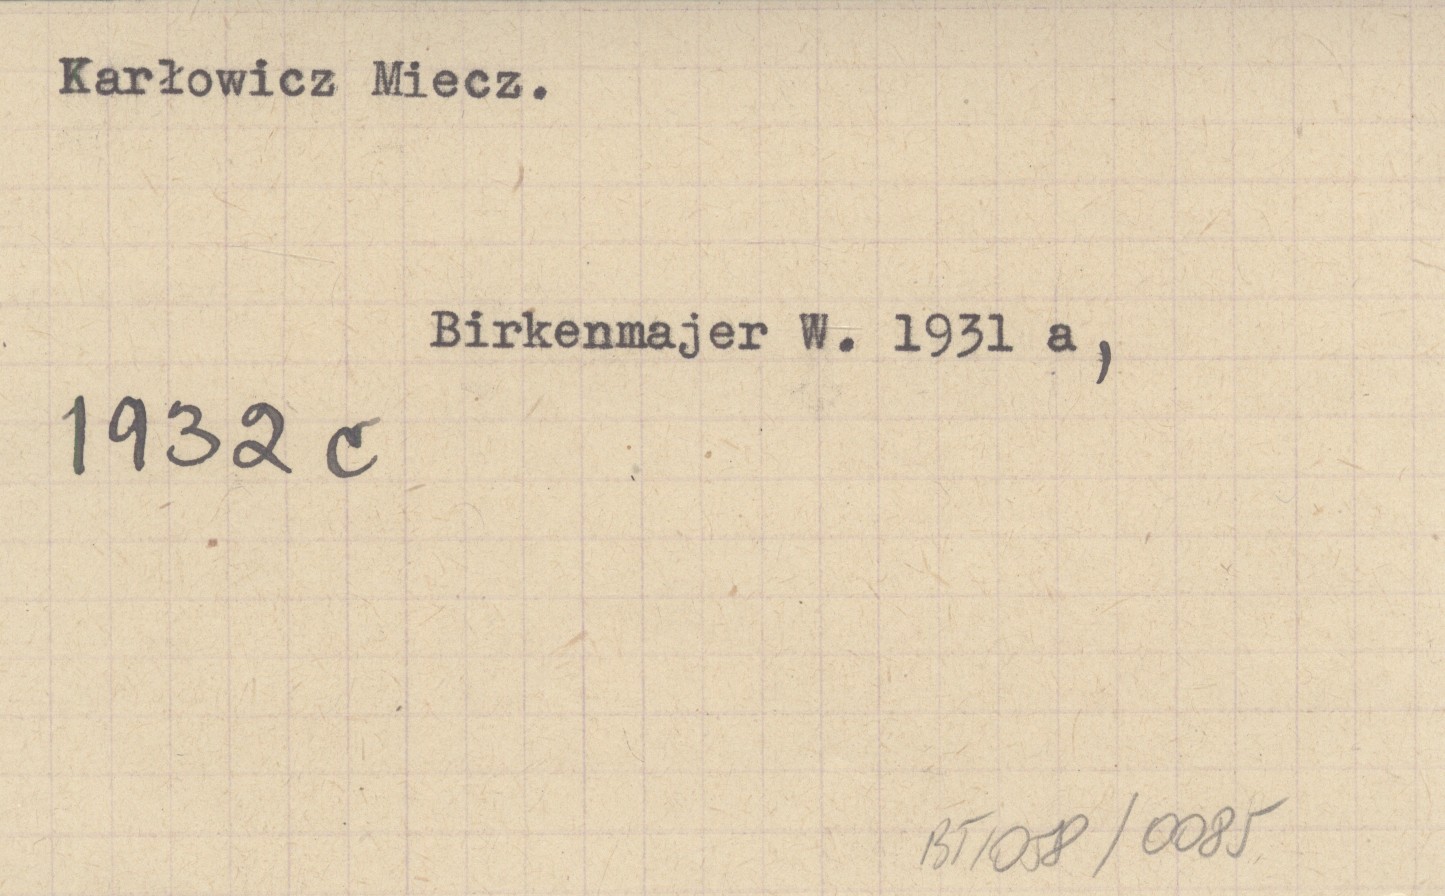 Karłowicz Miecz.
Birkenmajer W. 1931 a,
1932 c
BT/058/0085